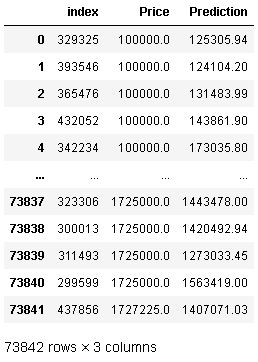 index Price Prediction
0 329325 100000.0 125305.94
1 393546 100000.0 124104.20
2 365476 100000.0 131483.99
3 432052 100000.0 143861.90
4 342234 100000.0 173035.80
... ... ... ...
73837 323306 1725000.0 1443478.00
73838 300013 1725000.0 1420492.94
73839 311493 1725000.0 1273033.45
73840 299599 1725000.0 1563419.00
73841 437856 1727225.0 1407071.03
73842 rows × 3 columns